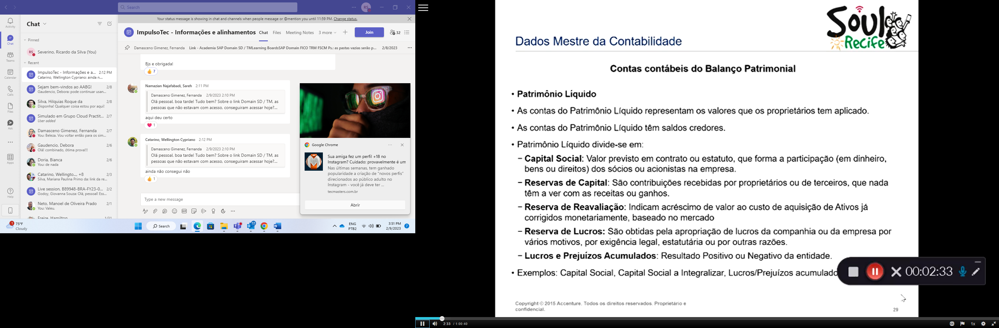 Search
RS
Your status message is showing in chat and channels when people message or @mention you until 11:59 PM. Change status.
Activity
Chat
Teams
Calendar
Calls
Files
Ask
Apps
Help
Chat
Pinned
RS
Severino, Ricardo da Silva (You)
Recent
ImpulsoTec - Informações e a... 2:12 PM
Catarino, Wellington Cypriano: ainda n...
Sejam bem-vindos ao AABG! 2/8
Gaudencio, Debora: pode continuar usan...
Silva, Hilquias Roque da 2/8
Disponha! Qualquer coisa estou por aqui!
Simulado em Grupo Cloud Practit... 2/7
User added
Damasceno Gimenez, Fernanda 2/7
You: Beleza. Vou voltar então para os sim...
Gaudencio, Debora 2/6
Olá! combinado, ótima prova!!!
Doria, Bianca 2/6
You: de nada
Catarino, Wellingto..., +8 2/3
Silva, Mariana Paulina Primo da: link da re...
Live session, B89948-BRA-FY23-0... 2/2
Godoy, Giovanna Souza: Olá, pessoal! Ess...
Neto, Manoel de Oliveira Prado 2/1
You: Valeu.
Freire, Hamilton 1/31
ImpulsoTec - Informações e alinhamentos Chat Files Meeting Notes 3 more Join 32
Damasceno Gimenez, Fernanda Link - Academia SAP Domain SD / TMLearning BoardsSAP Domain FICO TRM FSCM Ps.: as pastas vazias serão p... 2/8/2023
Bjs e obrigada!
7
Namazian Najafabadi, Sareh 2:11 PM
Damasceno Gimenez, Fernanda 2/9/2023 2:10 PM
Olá pessoal, boa tarde! Tudo bem? Sobre o link Domain SD / TM, as
pessoas que não estavam com acesso, conseguiram acessar hoje?...
aqui deu certo
1
Catarino, Wellington Cypriano 2:12 PM
Damasceno Gimenez, Fernanda 2/9/2023 2:10 PM
Olá pessoal, boa tarde! Tudo bem? Sobre o link Domain SD / TM, as
pessoas que não estavam com acesso, conseguiram acessar hoje?...
ainda não consegui não
1
Type a new message
GIF
Google Chrome
Sua amiga fez um perfil +18 no
Instagram? Cuidado: provavelmente é um
Nas últimas semanas, tem ganhado
popularidade a criação de “novos perfis”
direcionados ao público adulto no
Instagram - você já deve ter ...
tecmasters.com.br
Abrir
1
75°F
Cloudy
Search
ENG
PTB2
3:51 PM
2/9/2023
7
Soul
Recife
Dados Mestre da Contabilidade
Contas contábeis do Balanço Patrimonial
• Patrimônio Líquido
• As contas do Patrimônio Líquido representam os valores que os proprietários tem aplicado.
• As contas do Patrimônio Líquido têm saldos credores.
• Patrimônio Líquido divide-se em:
– Capital Social: Valor previsto em contrato ou estatuto, que forma a participação (em dinheiro,
bens ou direitos) dos sócios ou acionistas na empresa.
– Reservas de Capital: São contribuições recebidas por proprietários ou de terceiros, que nada
têm a ver com as receitas ou ganhos.
– Reserva de Reavaliação: Indicam acréscimo de valor ao custo de aquisição de Ativos já
corrigidos monetariamente, baseado no mercado
– Reserva de Lucros: São obtidas pela apropriação de lucros da companhia ou da empresa por
vários motivos, por exigência legal, estatutária ou por outras razões.
– Lucros e Prejuízos Acumulados: Resultado Positivo ou Negativo da entidade.
• Exemplos: Capital Social, Capital Social a Integralizar, Lucros/Prejuízos acumulado
00:02:33
Copyright © 2015 Accenture. Todos os direitos reservados. Proprietário e
confidencial.
29
2:33 / 1:00:40
CC
1x